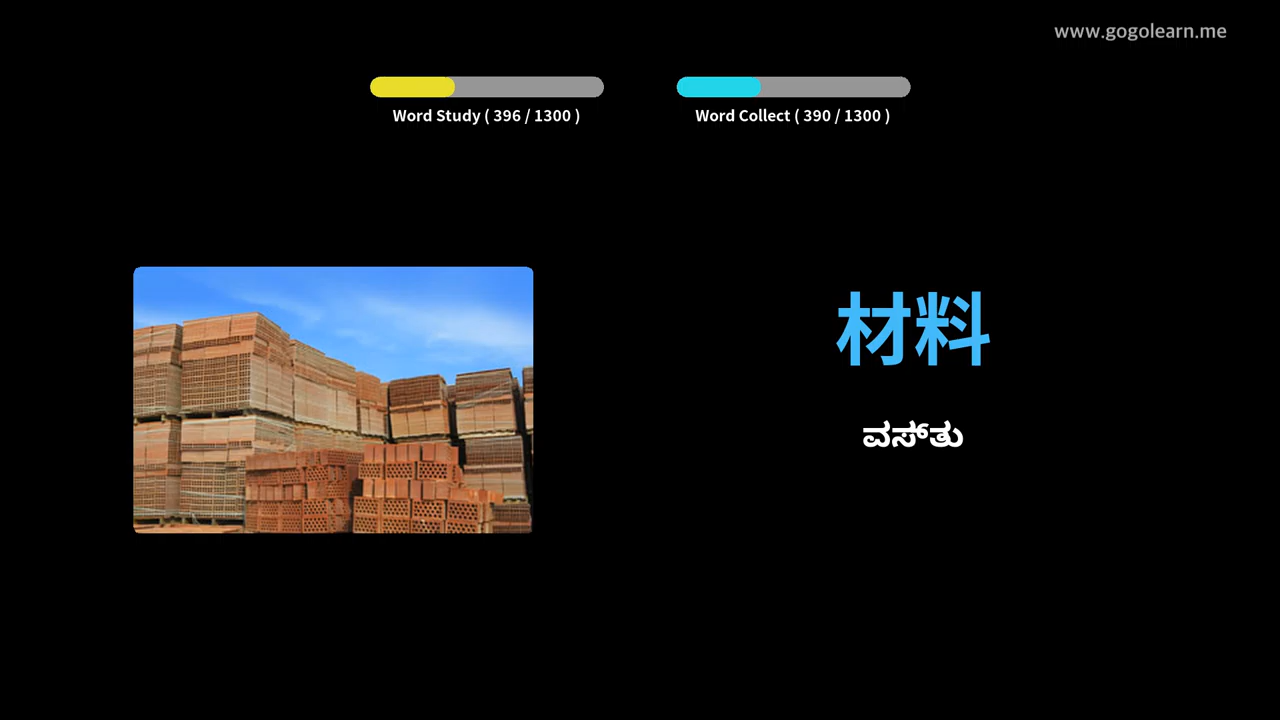 www.gogolearn.me
Word Study ( 396 / 1300 )
Word Collect ( 390 / 1300 )
材料
ವಸ್‌ತು